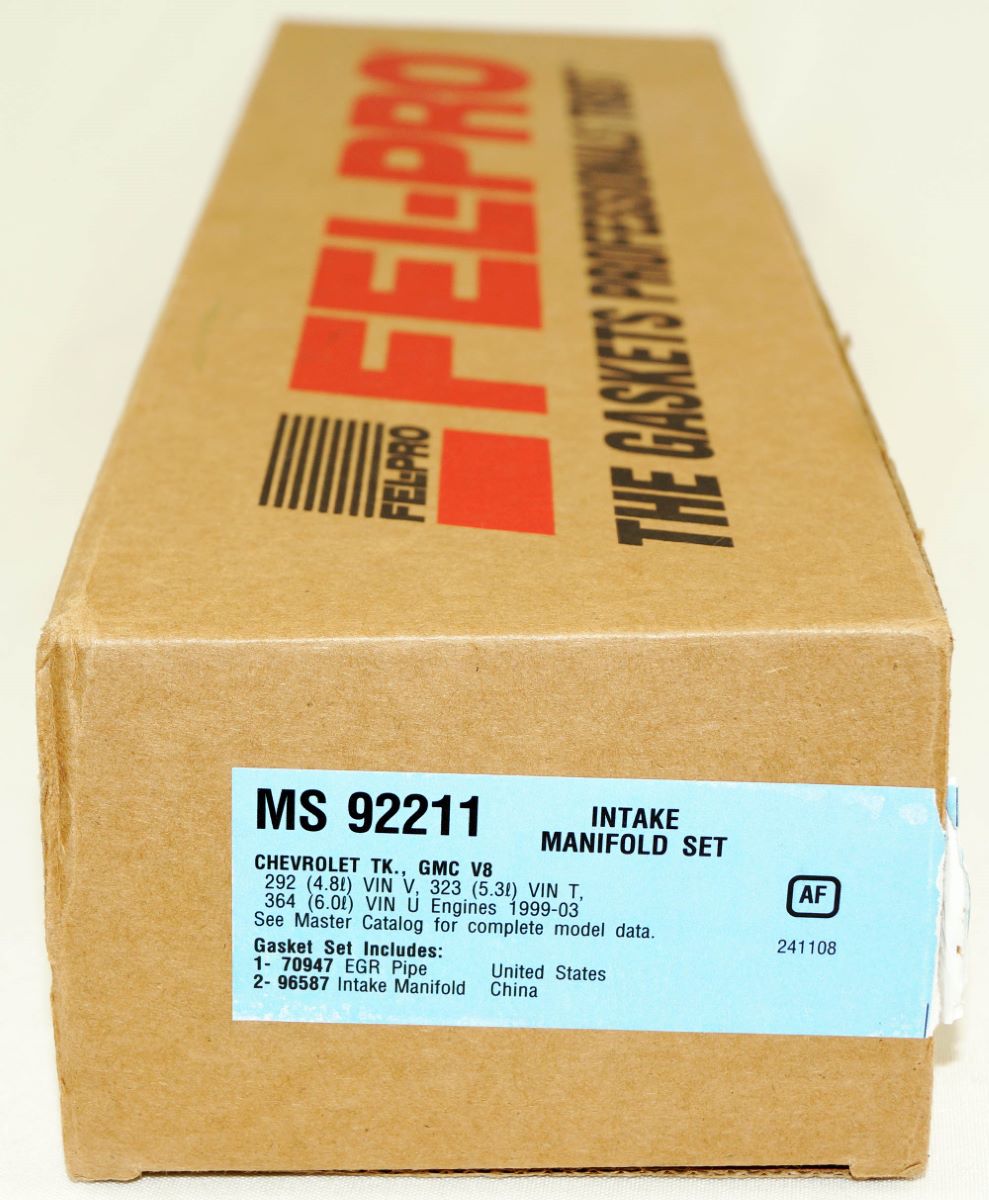 FEL-PRO
FEL-PRO
THE GASKETS PROFESSIONALS TRUST
MS 92211
INTAKE
MANIFOLD SET
CHEVROLET TK., GMC V8
292 (4.8ℓ) VIN V, 323 (5.3ℓ) VIN T,
364 (6.0ℓ) VIN U Engines 1999-03
See Master Catalog for complete model data.
AF
241108
Gasket Set Includes:
1- 70947 EGR Pipe United States
2- 96587 Intake Manifold China